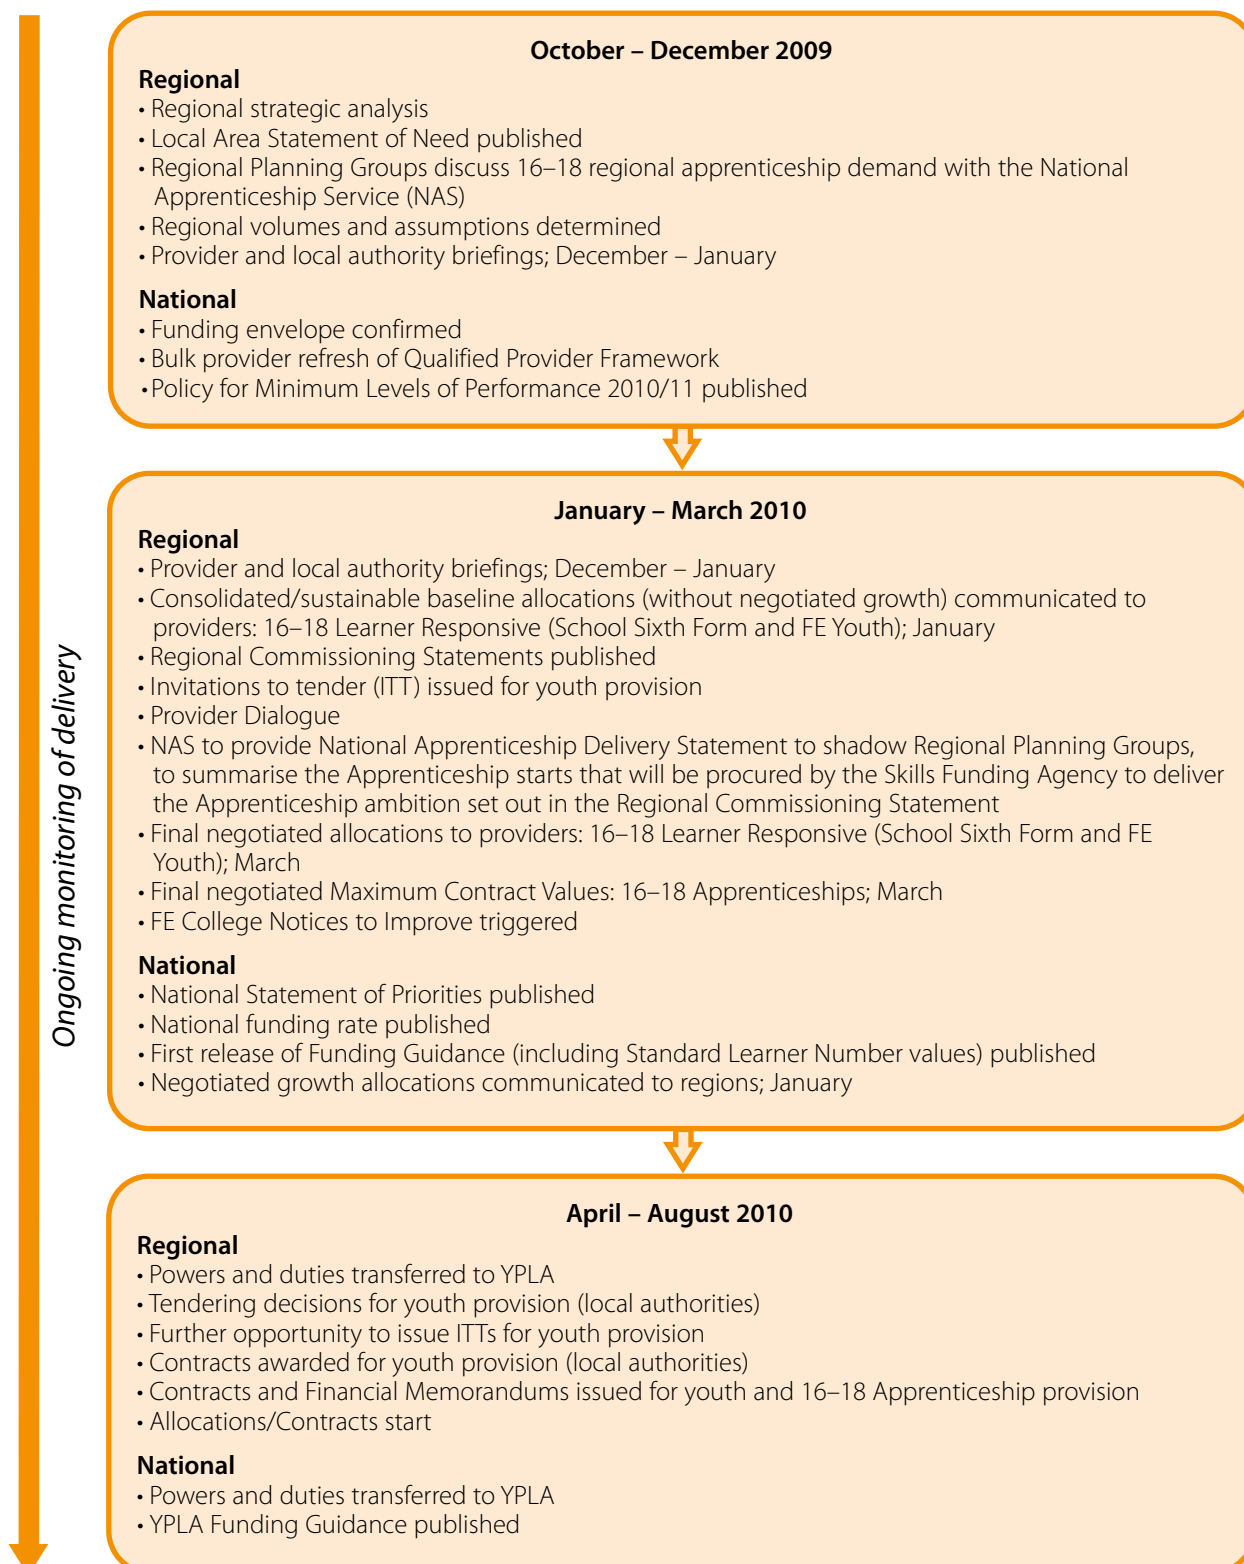 October – December 2009
Regional
• Regional strategic analysis
• Local Area Statement of Need published
• Regional Planning Groups discuss 16–18 regional apprenticeship demand with the National
Apprenticeship Service (NAS)
• Regional volumes and assumptions determined
• Provider and local authority briefings; December – January
National
• Funding envelope confirmed
• Bulk provider refresh of Qualified Provider Framework
• Policy for Minimum Levels of Performance 2010/11 published
January – March 2010
Regional
• Provider and local authority briefings; December – January
• Consolidated/sustainable baseline allocations (without negotiated growth) communicated to
providers: 16–18 Learner Responsive (School Sixth Form and FE Youth); January
• Regional Commissioning Statements published
• Invitations to tender (ITT) issued for youth provision
• Provider Dialogue
• NAS to provide National Apprenticeship Delivery Statement to shadow Regional Planning Groups,
to summarise the Apprenticeship starts that will be procured by the Skills Funding Agency to deliver
the Apprenticeship ambition set out in the Regional Commissioning Statement
• Final negotiated allocations to providers: 16–18 Learner Responsive (School Sixth Form and FE
Youth); March
• Final negotiated Maximum Contract Values: 16–18 Apprenticeships; March
• FE College Notices to Improve triggered
National
• National Statement of Priorities published
• National funding rate published
• First release of Funding Guidance (including Standard Learner Number values) published
• Negotiated growth allocations communicated to regions; January
Ongoing monitoring of delivery
April – August 2010
Regional
• Powers and duties transferred to YPLA
• Tendering decisions for youth provision (local authorities)
• Further opportunity to issue ITTs for youth provision
• Contracts awarded for youth provision (local authorities)
• Contracts and Financial Memorandums issued for youth and 16–18 Apprenticeship provision
• Allocations/Contracts start
National
• Powers and duties transferred to YPLA
• YPLA Funding Guidance published